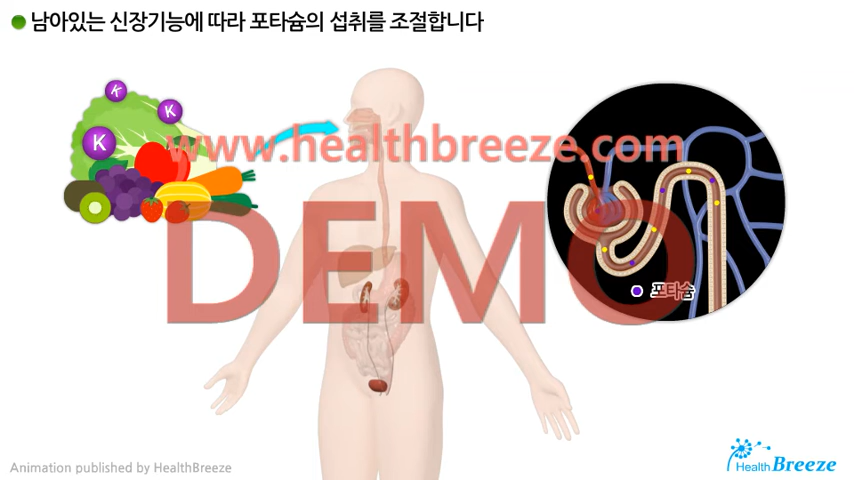 남아있는 신장기능에 따라 포타슘의 섭취를 조절합니다
K
K
K
www.healthbreeze.com
DEMO
포타슘
Animation published by HealthBreeze
Health Breeze